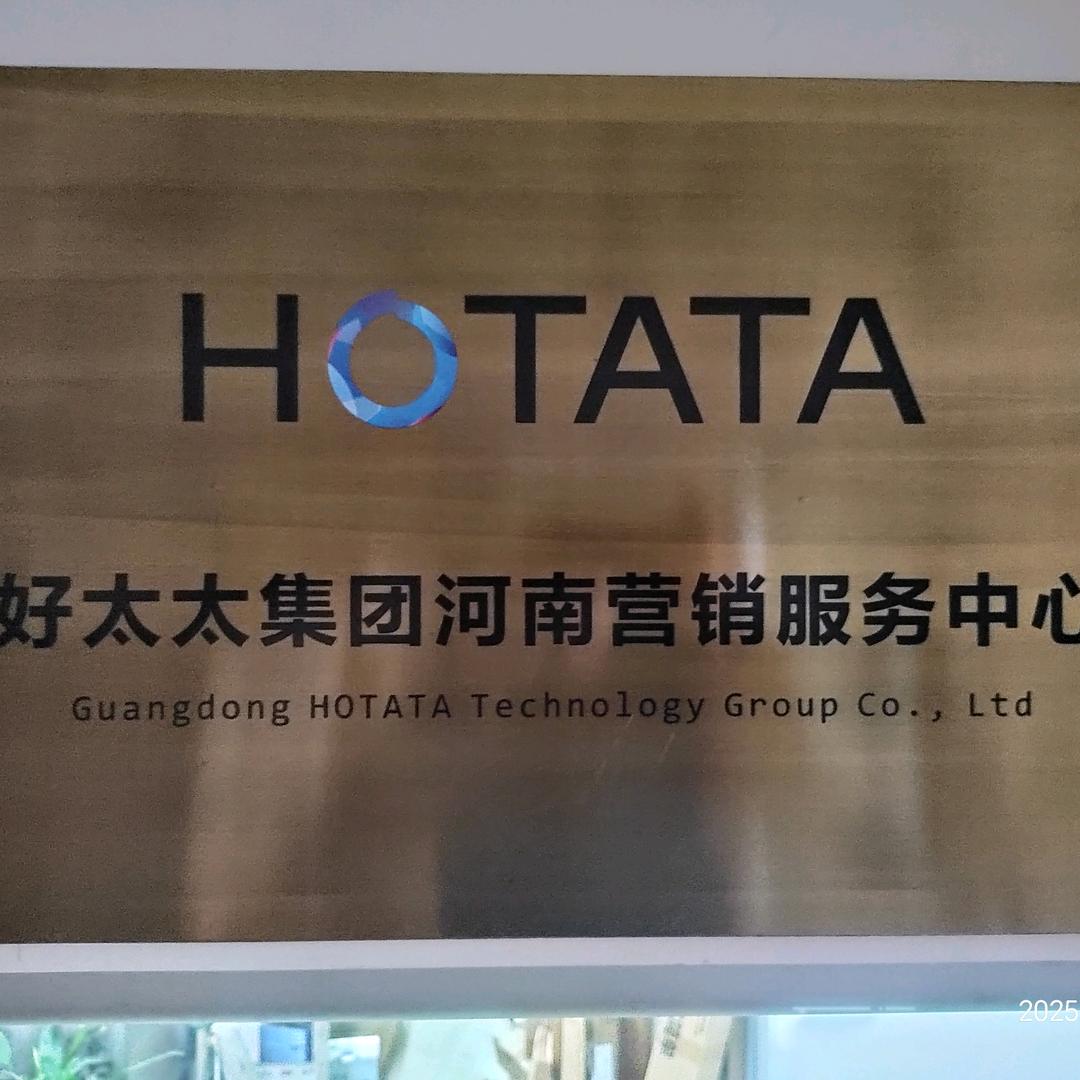 HOTATA
好太太集团河南营销服务中心
Guangdong HOTATA Technology Group Co., Ltd
2025